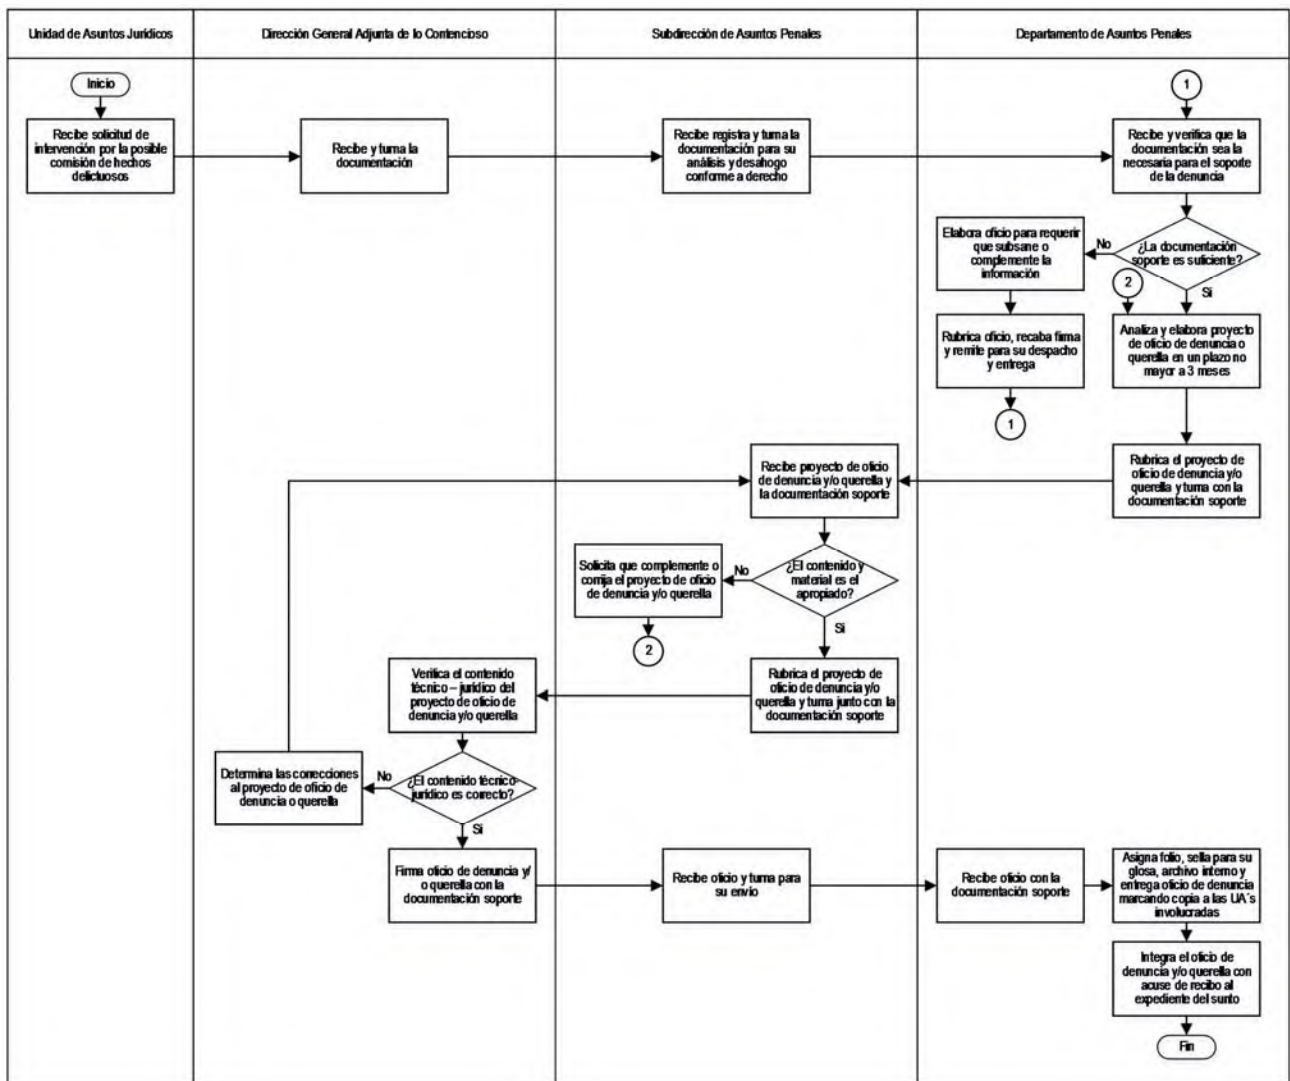 Unidad de Asuntos Jurídicos
Dirección General Adjunta de lo Contencioso
Subdirección de Asuntos Penales
Departamento de Asuntos Penales
Inicio
1
Recibe solicitud de
intervención por la posible
comisión de hechos
delictuosos
Recibe y turna la
documentación
Recibe registra y turna la
documentación para su
análisis y desahogo
conforme a derecho
Recibe y verifica que la
documentación sea la
necesaria para el soporte
de la denuncia
¿La documentación
soporte es suficiente?
No
Elabora oficio para requerir
que subsane o
complemente la
información
Si
2
Rubrica oficio, recaba firma
y remite para su despacho
y entrega
1
Analiza y elabora proyecto
de oficio de denuncia o
querella en un plazo no
mayor a 3 meses
Rubrica el proyecto de
oficio de denuncia y/o
querella y turna con la
documentación soporte
Recibe proyecto de oficio
de denuncia y/o querella y
la documentación soporte
¿El contenido y
material es el
apropiado?
No
Solicita que complemente o
corrija el proyecto de oficio
de denuncia y/o querella
2
Si
Rubrica el proyecto de
oficio de denuncia y/o
querella y turna junto con la
documentación soporte
Verifica el contenido
técnico – jurídico del
proyecto de oficio de
denuncia y/o querella
¿El contenido técnico-
jurídico es correcto?
No
Determina las correcciones
al proyecto de oficio de
denuncia o querella
Si
Firma oficio de denuncia y/
o querella con la
documentación soporte
Recibe oficio y turna para
su envío
Recibe oficio con la
documentación soporte
Asigna folio, sella para su
glosa, archivo interno y
entrega oficio de denuncia
marcando copia a las UA´s
involucradas
Integra el oficio de
denuncia y/o querella con
acuse de recibo al
expediente del sunto
Fin